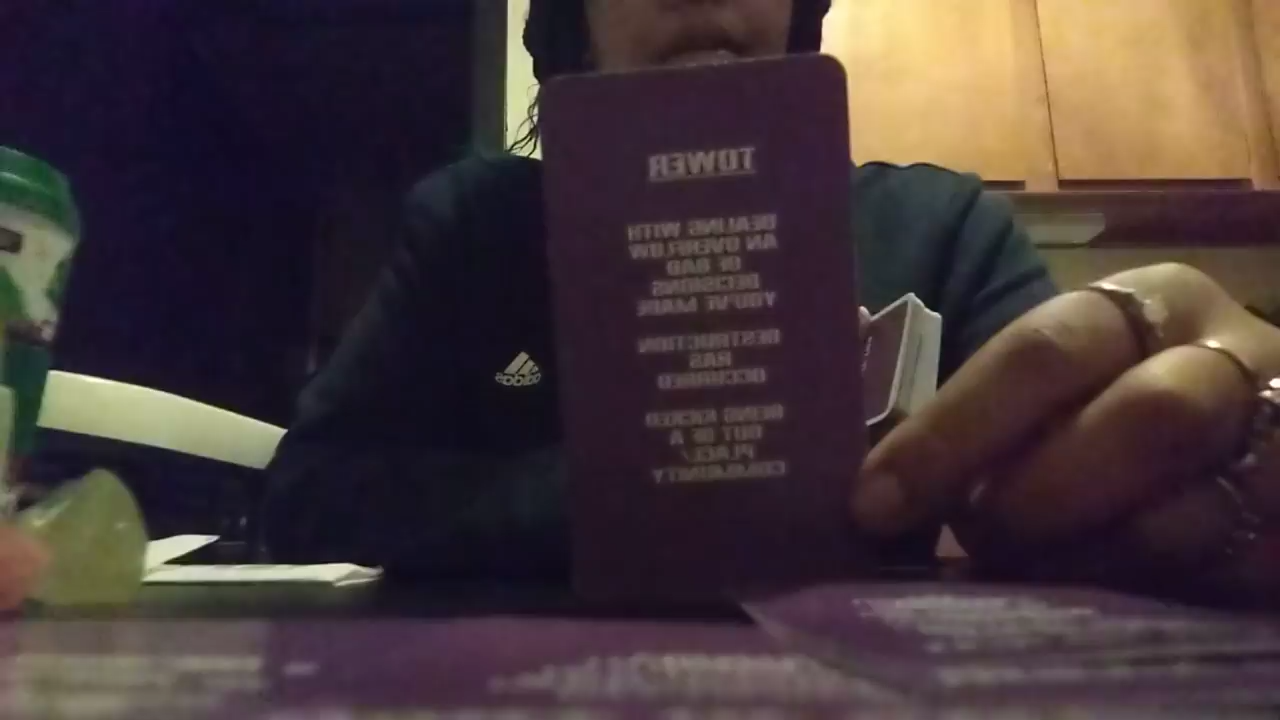 TOWER
DEALING WITH
AN OVERFLOW
OF BAD
DECISIONS
YOU'VE MADE
DESTRUCTION
HAS
OCCURRED
BEING KICKED
OUT OF A
PLACE/
COMMUNITY
adidas